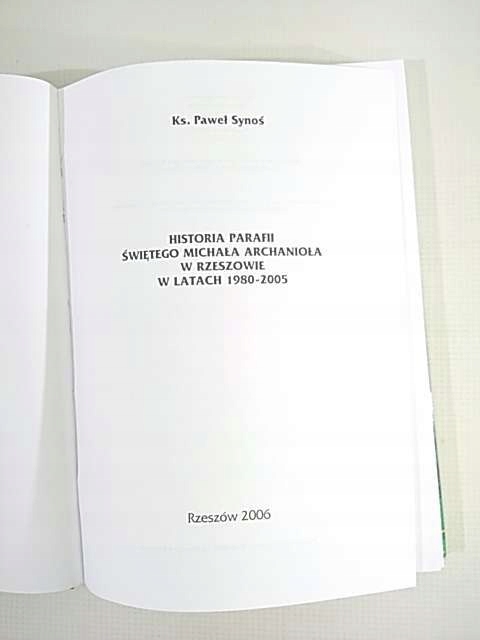 Ks. Paweł Synoś
HISTORIA PARAFII
ŚWIĘTEGO MICHAŁA ARCHANIOŁA
W RZESZOWIE
W LATACH 1980-2005
Rzeszów 2006